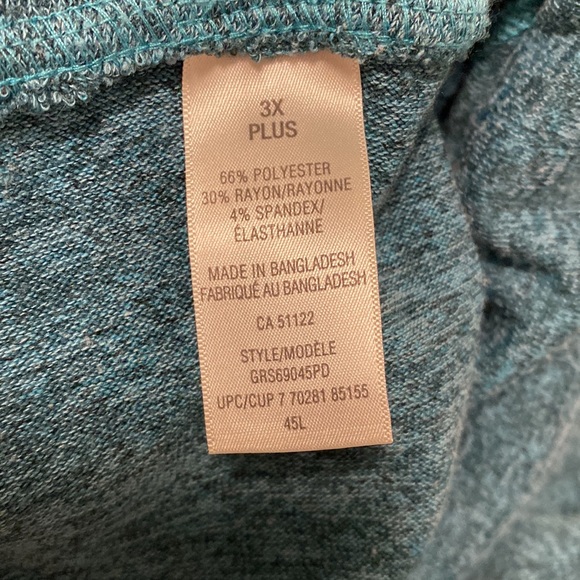 3X
PLUS
66% POLYESTER
30% RAYON/RAYONNE
4% SPANDEX/
ÉLASTHANNE
MADE IN BANGLADESH
FABRIQUÉ AU BANGLADESH
CA 51122
STYLE/MODÈLE
GRS69045PD
UPC/CUP 7 70281 85155
45L